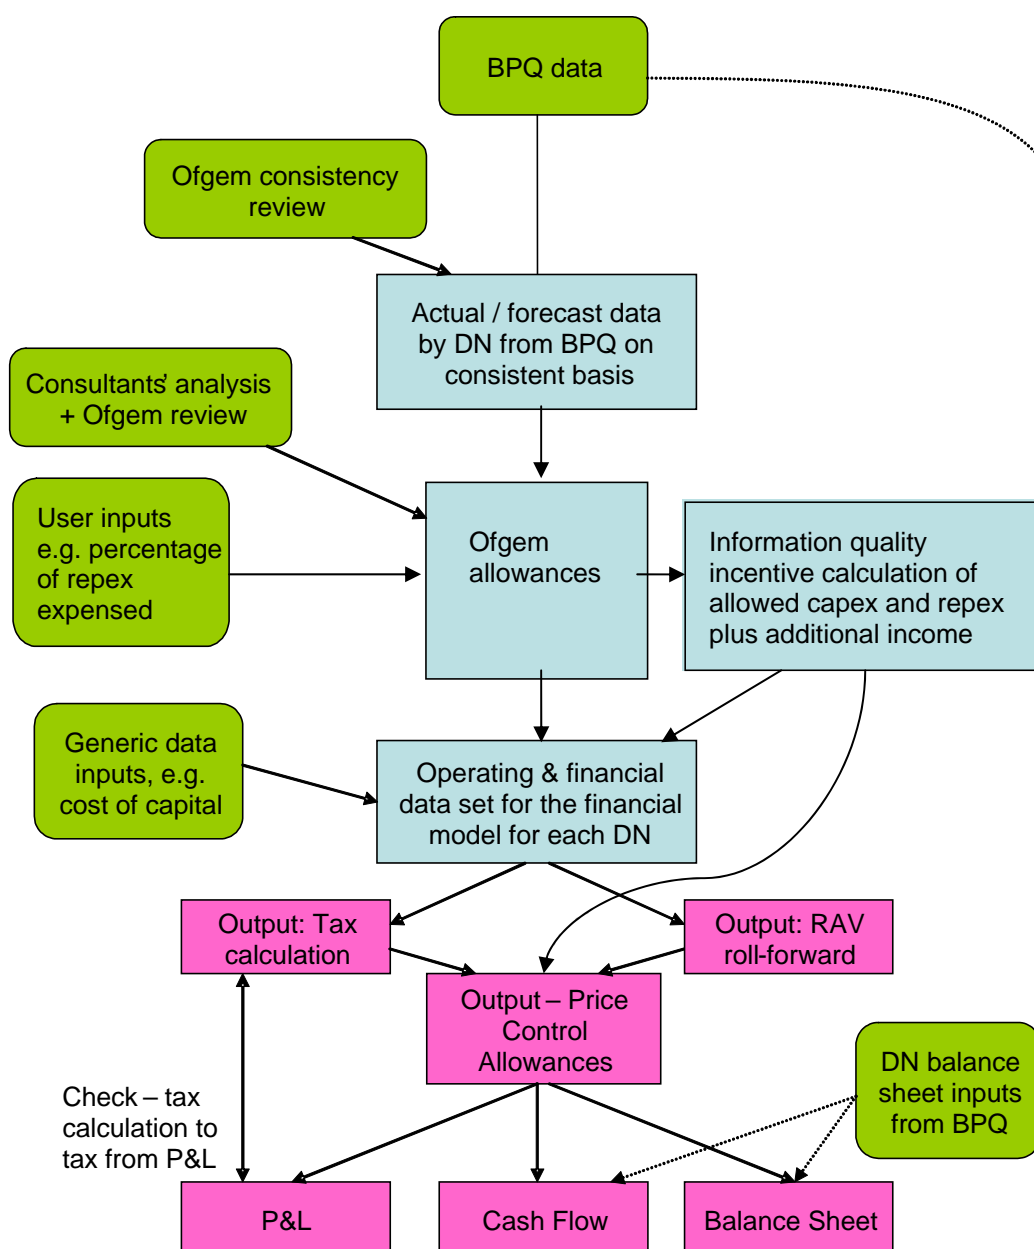 BPQ data
Ofgem consistency
review
Actual / forecast data
by DN from BPQ on
consistent basis
Consultants' analysis
+ Ofgem review
User inputs
e.g. percentage
of repex
expensed
Ofgem
allowances
Information quality
incentive calculation of
allowed capex and repex
plus additional income
Generic data
inputs, e.g.
cost of capital
Operating & financial
data set for the financial
model for each DN
Output: Tax
calculation
Output: RAV
roll-forward
Output – Price
Control
Allowances
DN balance
sheet inputs
from BPQ
Check – tax
calculation to
tax from P&L
P&L
Cash Flow
Balance Sheet